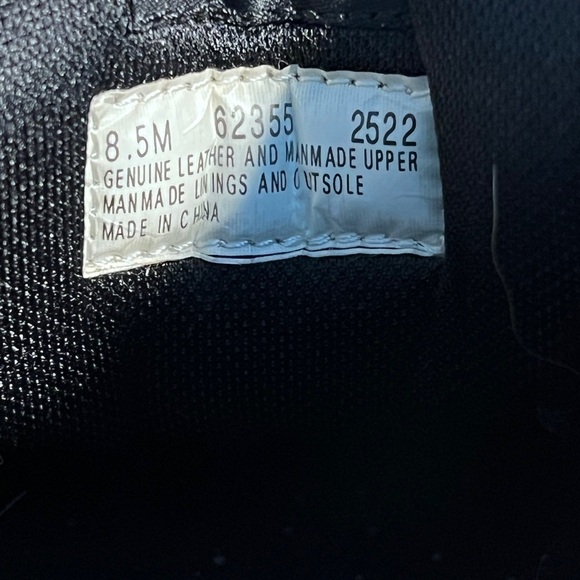 8.5M 62355 2522
GENUINE LEATHER AND MANMADE UPPER
MANMADE LININGS AND OUTSOLE
MADE IN CHINA